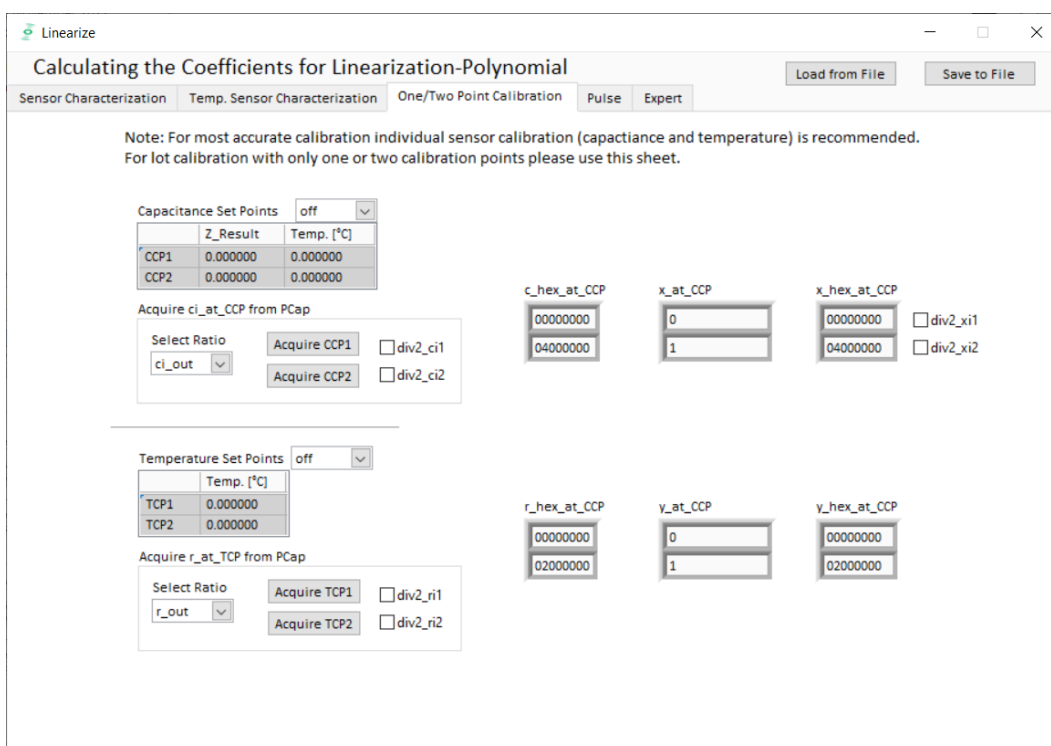 Linearize
Calculating the Coefficients for Linearization-Polynomial
Load from File
Save to File
Sensor Characterization
Temp. Sensor Characterization
One/Two Point Calibration
Pulse
Expert
Note: For most accurate calibration individual sensor calibration (capactiance and temperature) is recommended.
For lot calibration with only one or two calibration points please use this sheet.
Capacitance Set Points off
Z_Result Temp. [°C]
CCP1 0.000000 0.000000
CCP2 0.000000 0.000000
Acquire ci_at_CCP from PCap
Select Ratio
ci_out
Acquire CCP1
div2_ci1
Acquire CCP2
div2_ci2
c_hex_at_CCP x_at_CCP x_hex_at_CCP
00000000 0 00000000 div2_xi1
04000000 1 04000000 div2_xi2
Temperature Set Points off
Temp. [°C]
TCP1 0.000000
TCP2 0.000000
Acquire r_at_TCP from PCap
Select Ratio
r_out
Acquire TCP1
div2_ri1
Acquire TCP2
div2_ri2
r_hex_at_CCP y_at_CCP y_hex_at_CCP
00000000 0 00000000
02000000 1 02000000